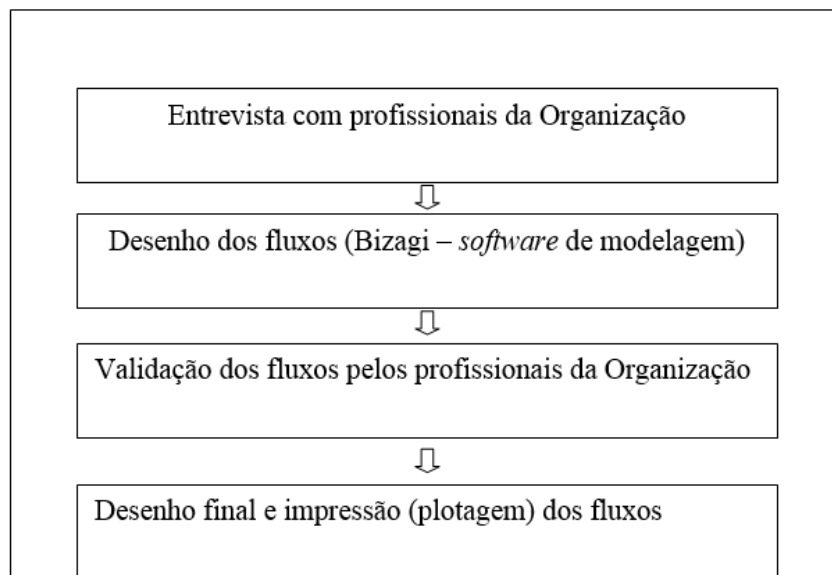 Entrevista com profissionais da Organização
Desenho dos fluxos (Bizagi – software de modelagem)
Validação dos fluxos pelos profissionais da Organização
Desenho final e impressão (plotagem) dos fluxos